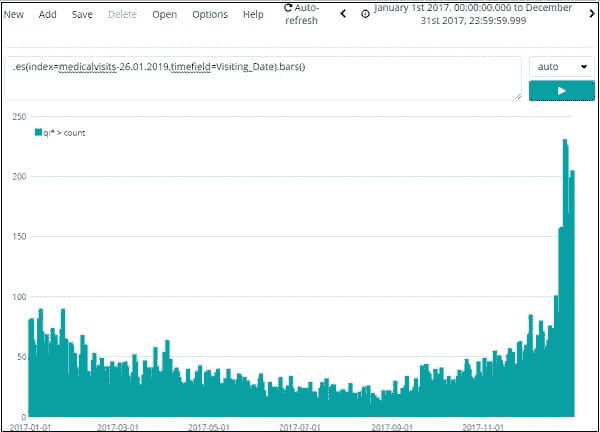 New Add Save Delete Open Options Help Auto-refresh January 1st 2017, 00:00:00.000 to December 31st 2017, 23:59:59.999
.es(index=medicalvisits-26.01.2019,timefield=Visiting_Date).bars()
auto
250
q:* > count
200
150
100
50
0
2017-01-01 2017-03-01 2017-05-01 2017-07-01 2017-09-01 2017-11-01